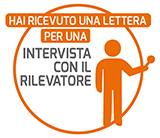 HAI RICEVUTO UNA LETTERA
PER UNA
INTERVISTA
CON IL
RILEVATORE